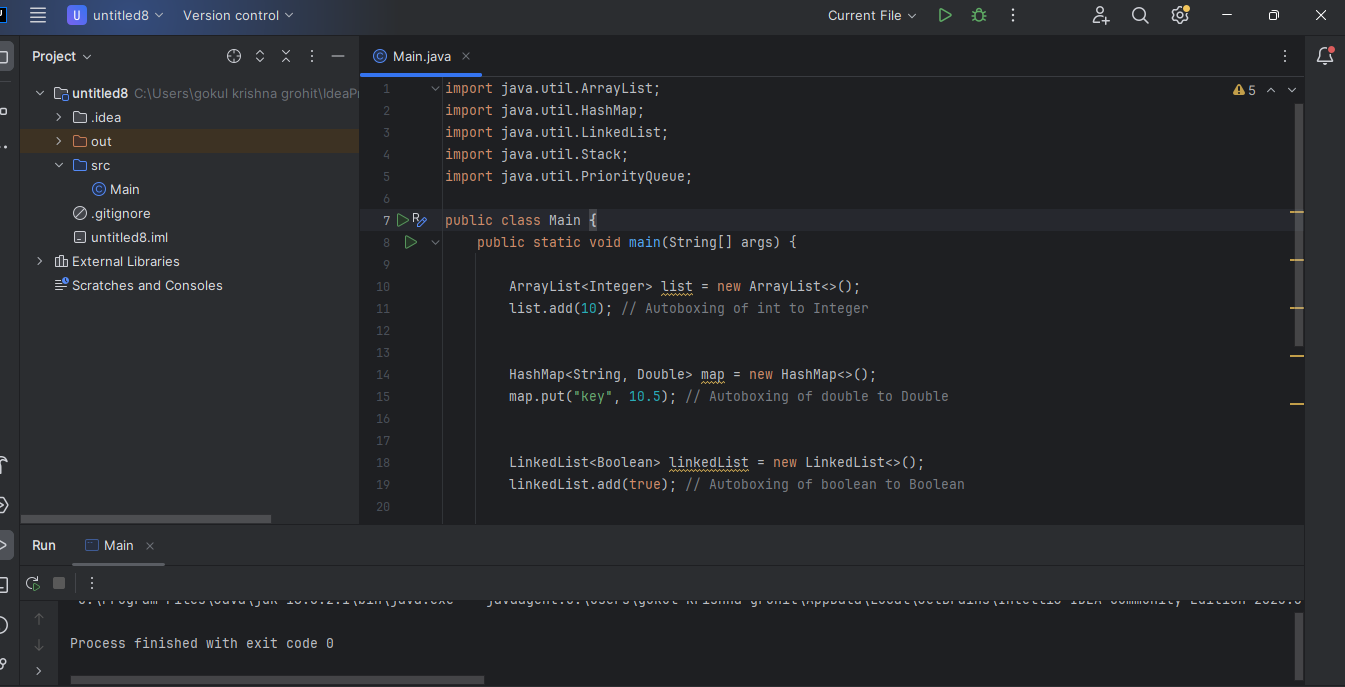 U untitled8 Version control Current File
Project
Main.java
untitled8 C:\Users\gokul krishna grohit\IdeaPr
.idea
out
src
Main
.gitignore
untitled8.iml
External Libraries
Scratches and Consoles
5
1 import java.util.ArrayList;
2 import java.util.HashMap;
3 import java.util.LinkedList;
4 import java.util.Stack;
5 import java.util.PriorityQueue;
6
7 public class Main {
8 public static void main(String[] args) {
9
10 ArrayList<Integer> list = new ArrayList<>();
11 list.add(10); // Autoboxing of int to Integer
12
13
14 HashMap<String, Double> map = new HashMap<>();
15 map.put("key", 10.5); // Autoboxing of double to Double
16
17
18 LinkedList<Boolean> linkedList = new LinkedList<>();
19 linkedList.add(true); // Autoboxing of boolean to Boolean
20
Run Main
Process finished with exit code 0